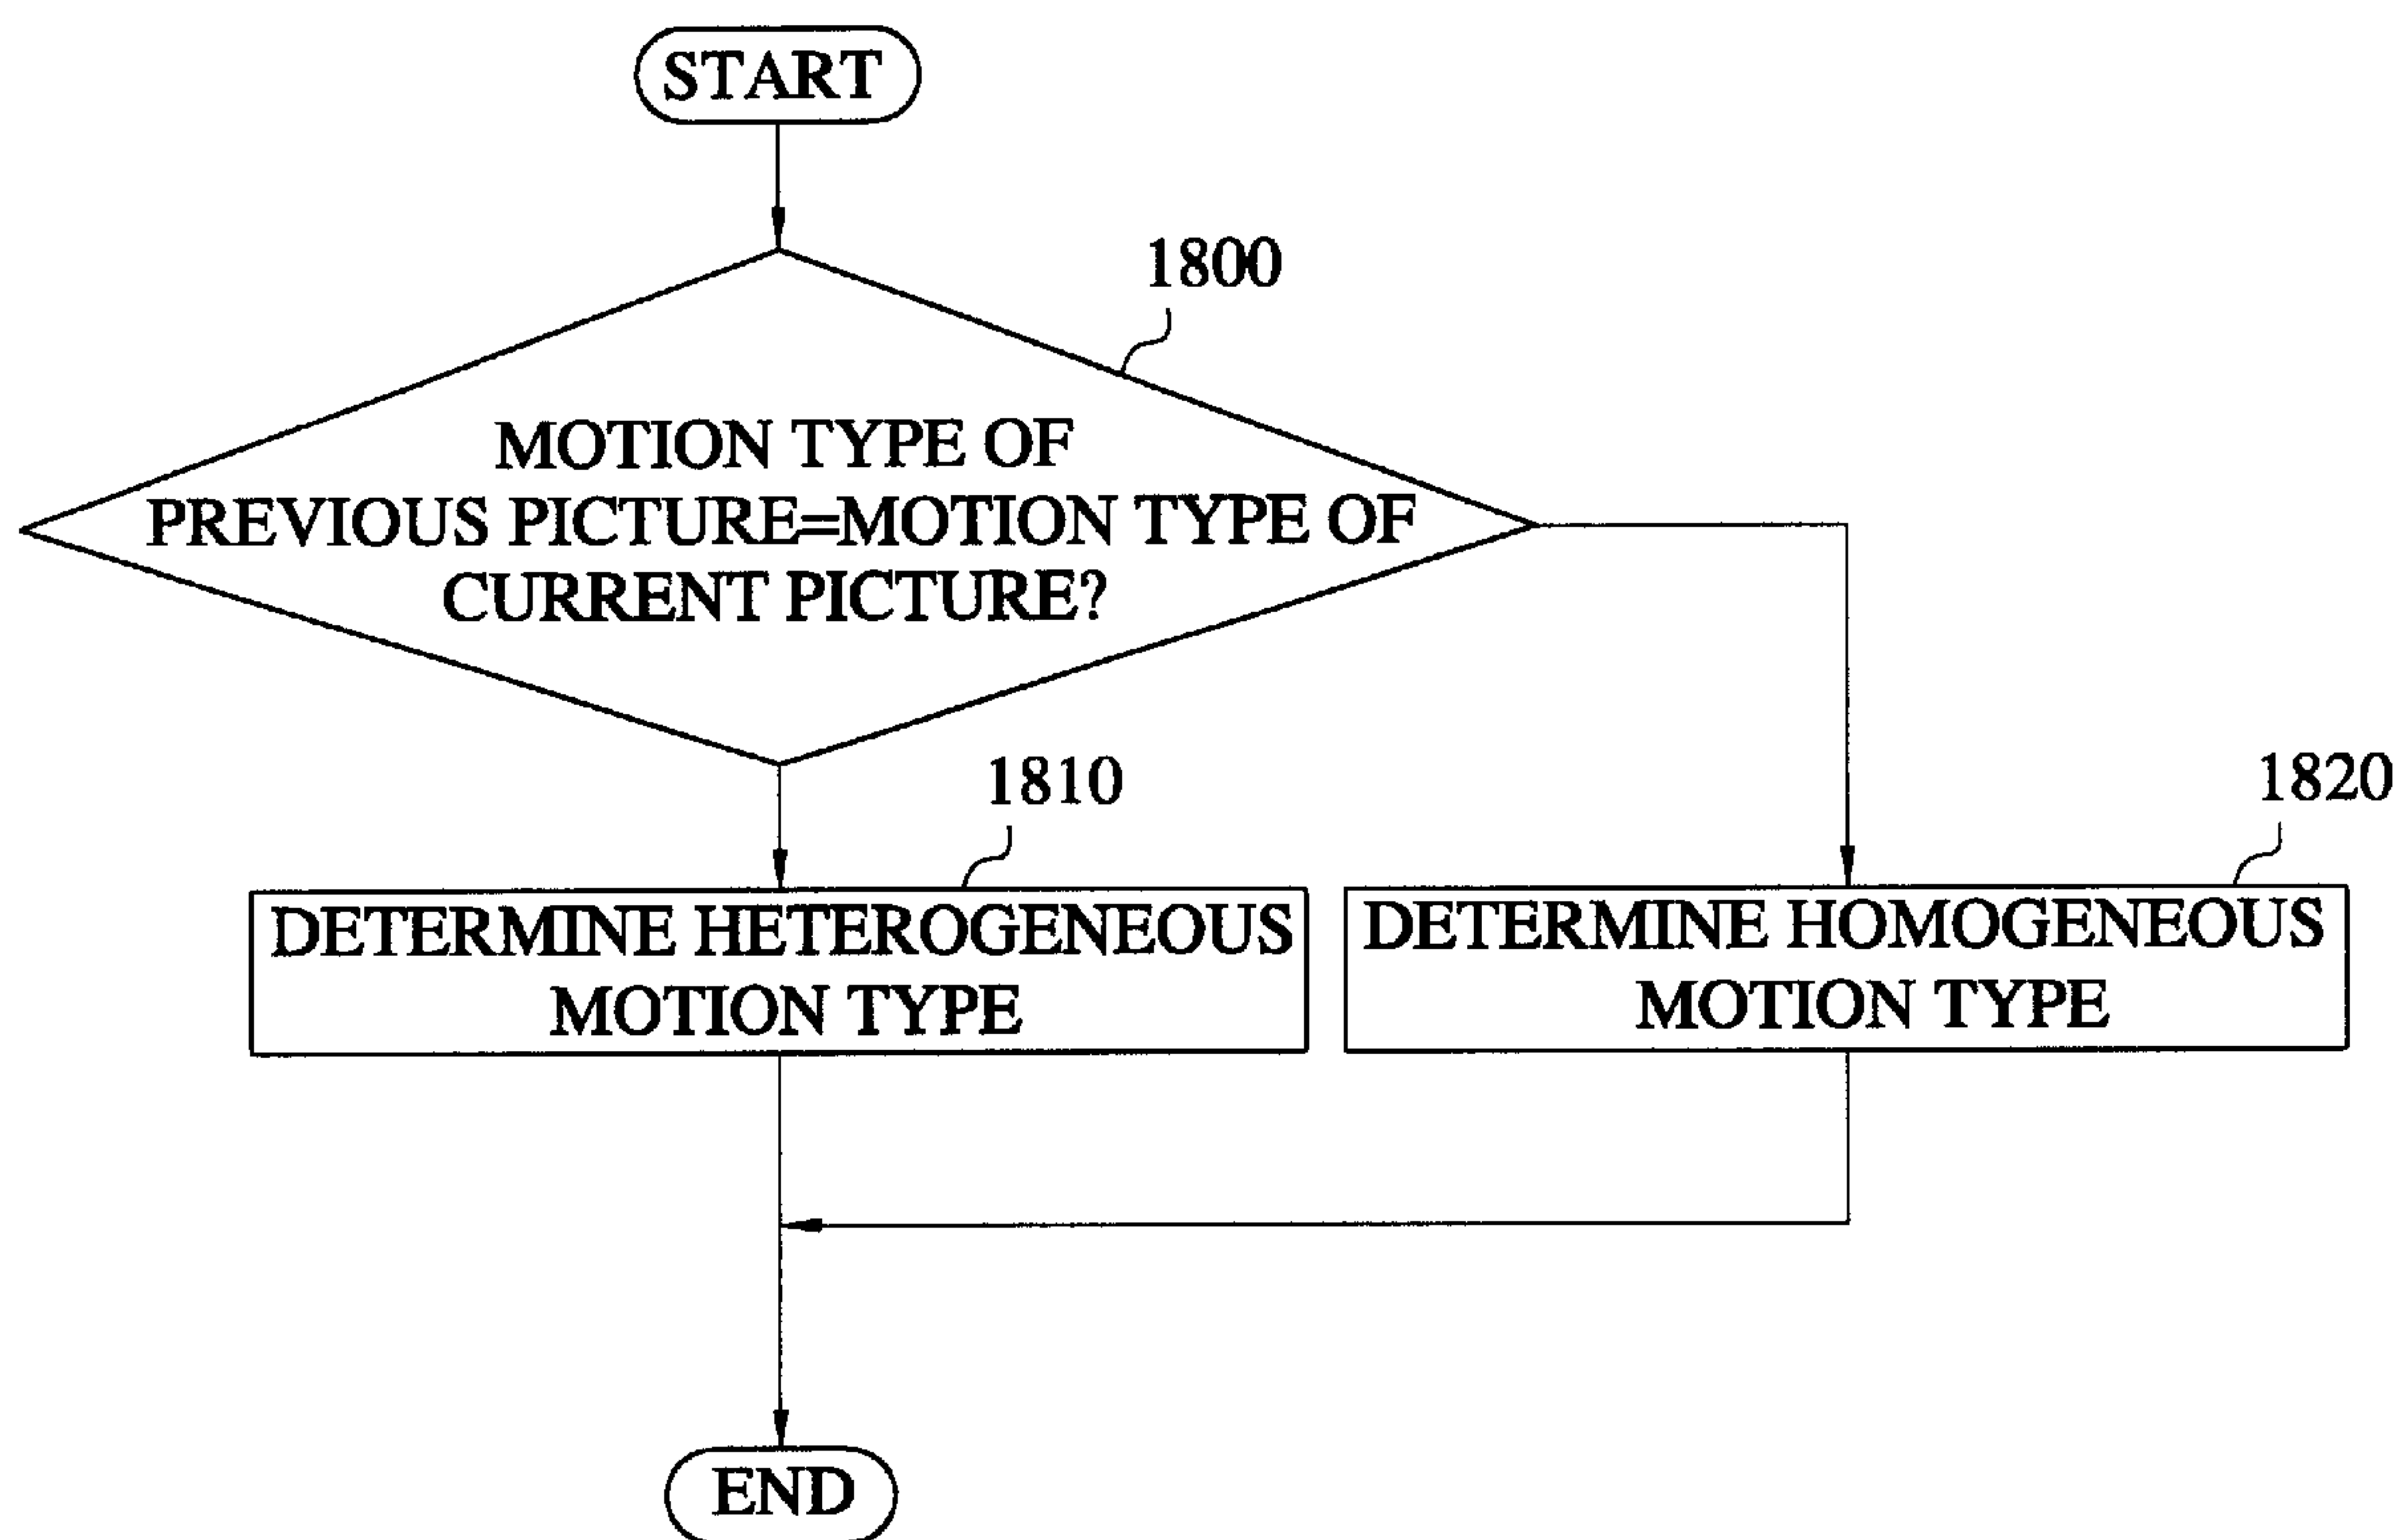 START
1800
MOTION TYPE OF
PREVIOUS PICTURE=MOTION TYPE OF
CURRENT PICTURE?
1810
1820
DETERMINE HETEROGENEOUS
MOTION TYPE
DETERMINE HOMOGENEOUS
MOTION TYPE
END